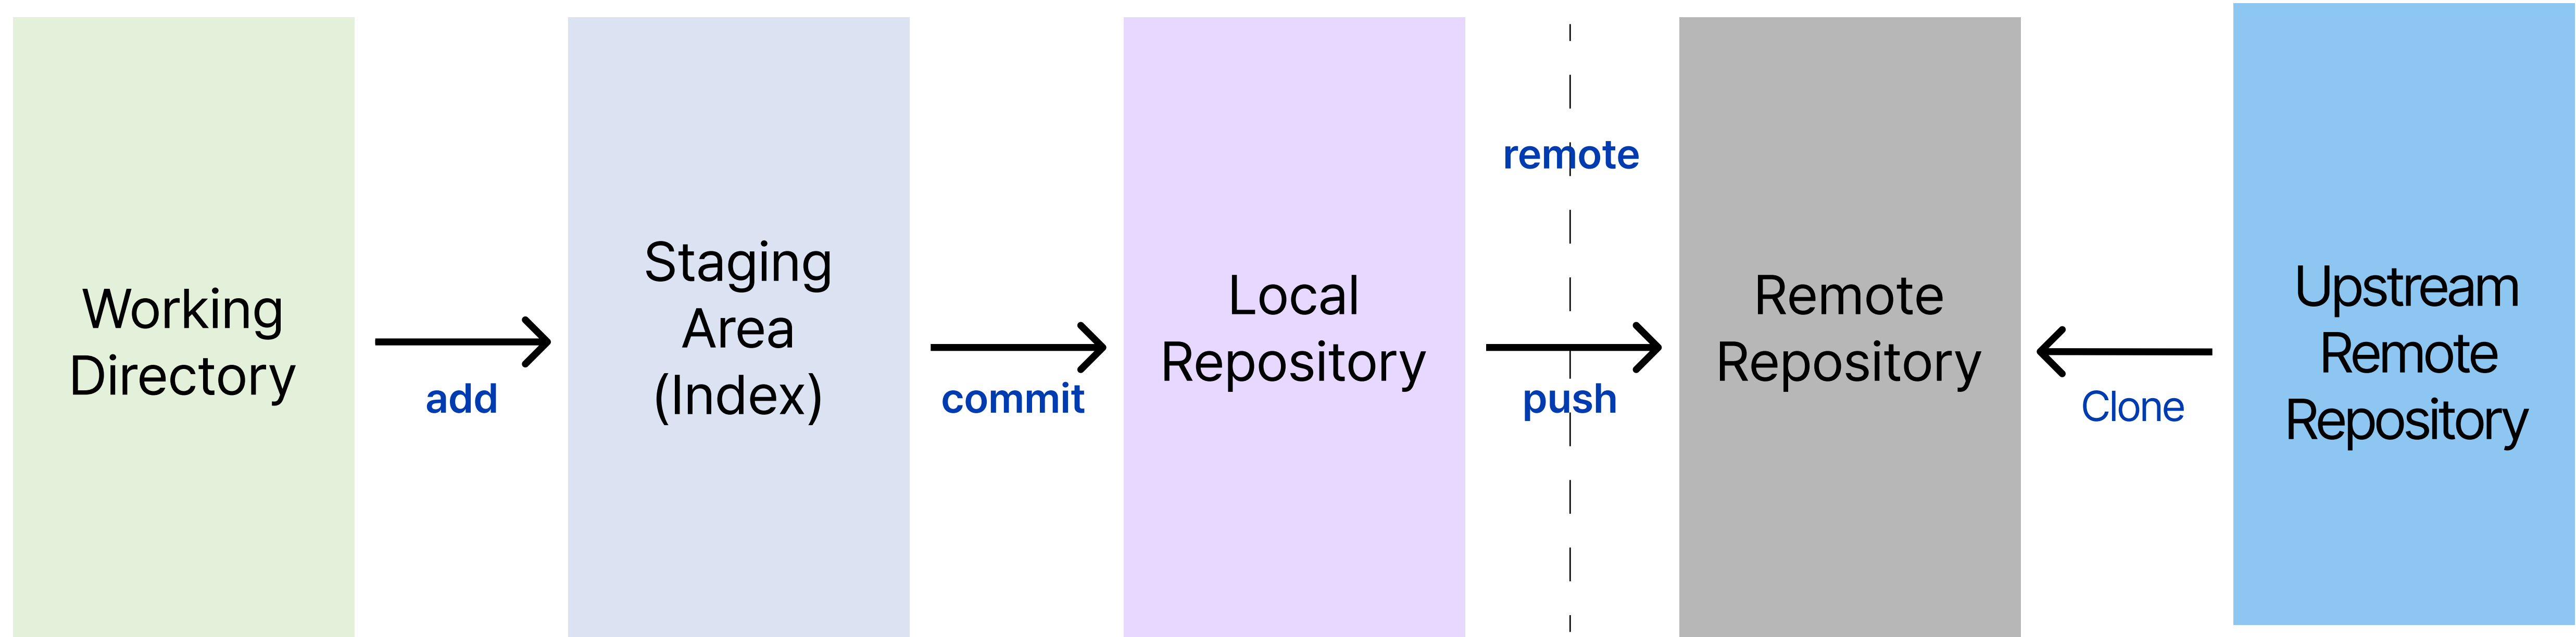 Working
Directory
add
Staging
Area
(Index)
commit
Local
Repository
remote
push
Remote
Repository
Clone
Upstream
Remote
Repository